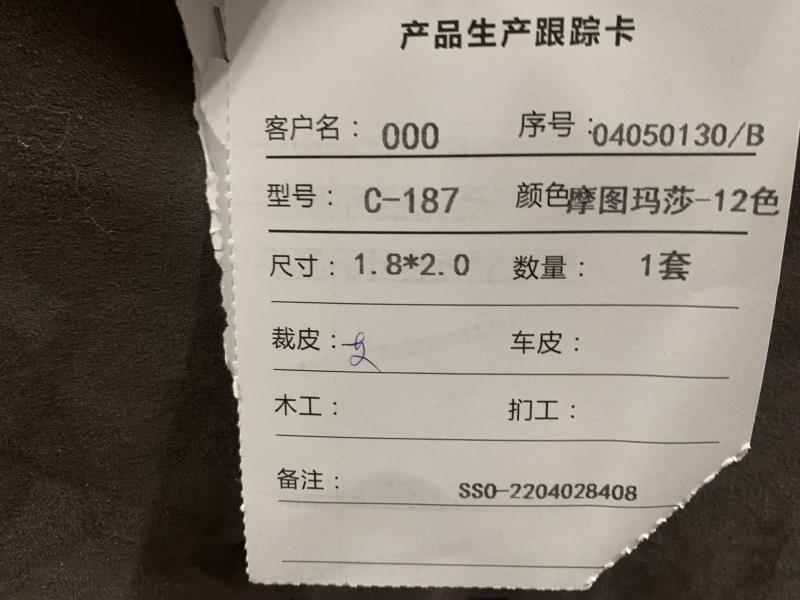 产品生产跟踪卡
客户名： 000 序号：04050130/B
型号： C-187 颜色摩图玛莎-12色
尺寸： 1.8*2.0 数量： 1套
裁皮：
车皮：
木工： 扪工：
备注： SSO-2204028408